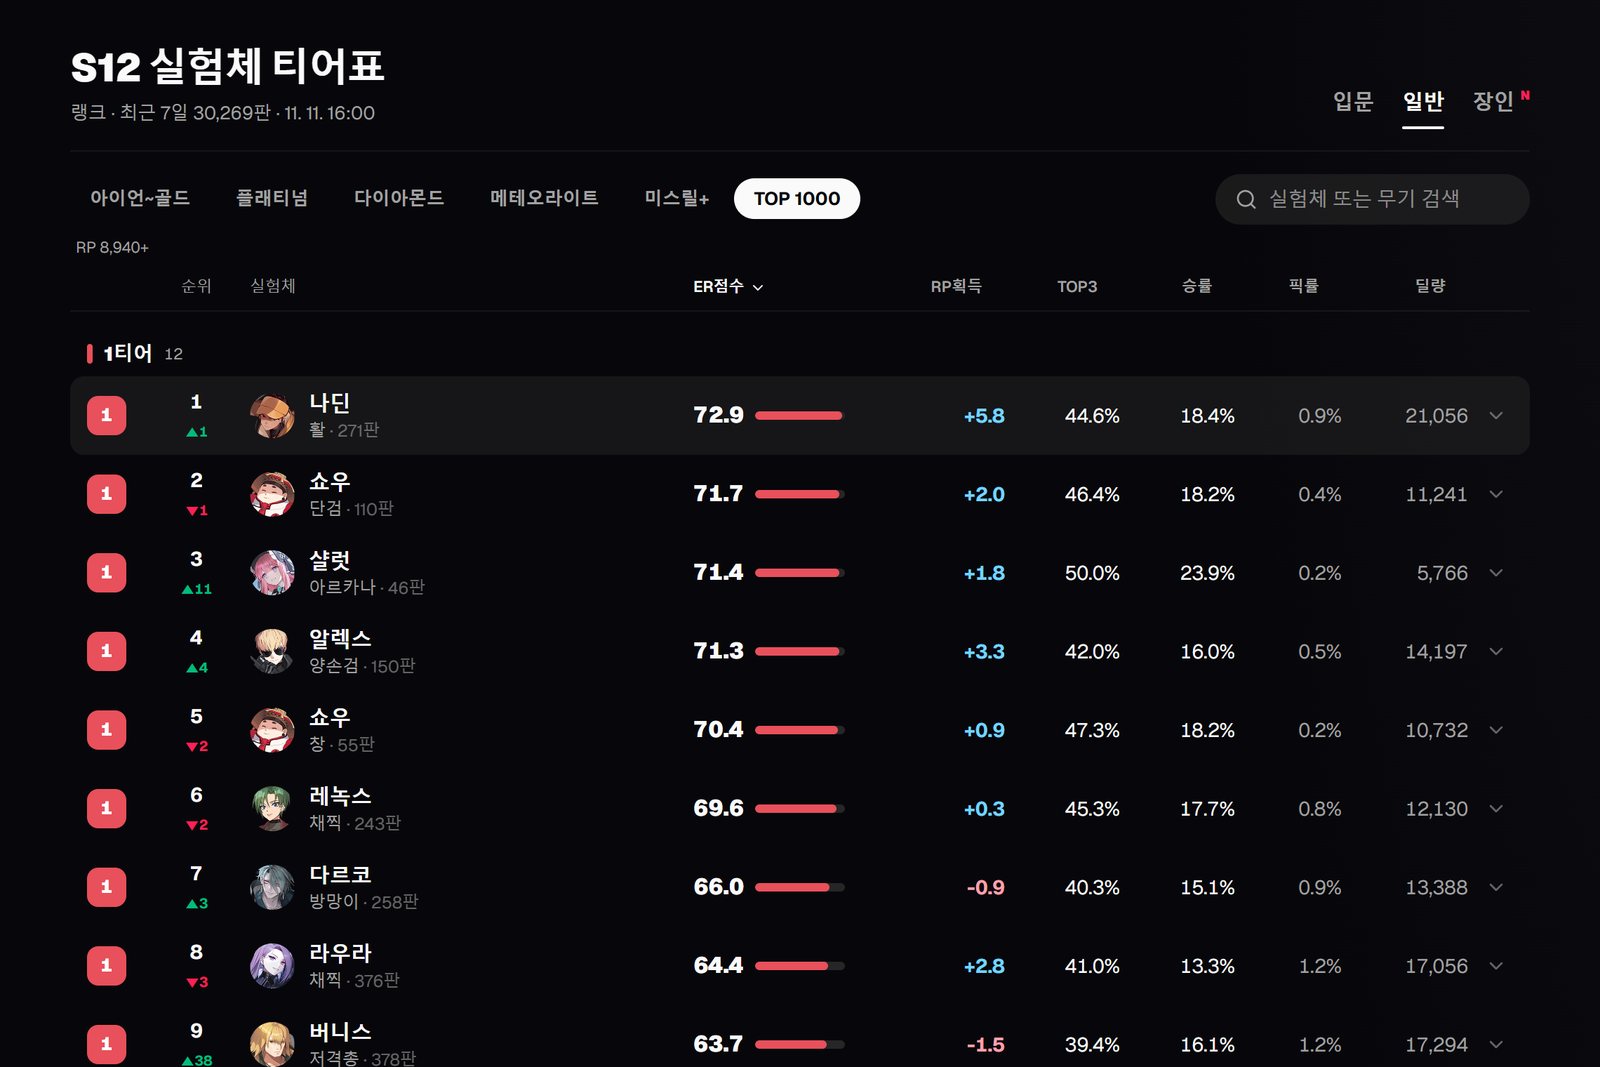 S12 실험체 티어표
랭크 · 최근 7일 30,269판 · 11. 11. 16:00
입문 일반 장인 N
아이언~골드 플래티넘 다이아몬드 메테오라이트 미스릴+ TOP 1000
실험체 또는 무기 검색
RP 8,940+
순위 실험체 ER점수 RP획득 TOP3 승률 픽률 딜량
1티어 12
1 1 나딘 72.9 +5.8 44.6% 18.4% 0.9% 21,056
▲1 활 · 271판
1 2 쇼우 71.7 +2.0 46.4% 18.2% 0.4% 11,241
▼1 단검 · 110판
1 3 샬럿 71.4 +1.8 50.0% 23.9% 0.2% 5,766
▲11 아르카나 · 46판
1 4 알렉스 71.3 +3.3 42.0% 16.0% 0.5% 14,197
▲4 양손검 · 150판
1 5 쇼우 70.4 +0.9 47.3% 18.2% 0.2% 10,732
▼2 창 · 55판
1 6 레녹스 69.6 +0.3 45.3% 17.7% 0.8% 12,130
▼2 채찍 · 243판
1 7 다르코 66.0 -0.9 40.3% 15.1% 0.9% 13,388
▲3 방망이 · 258판
1 8 라우라 64.4 +2.8 41.0% 13.3% 1.2% 17,056
▼3 채찍 · 376판
1 9 버니스 63.7 -1.5 39.4% 16.1% 1.2% 17,294
▲38 저격총 · 378판